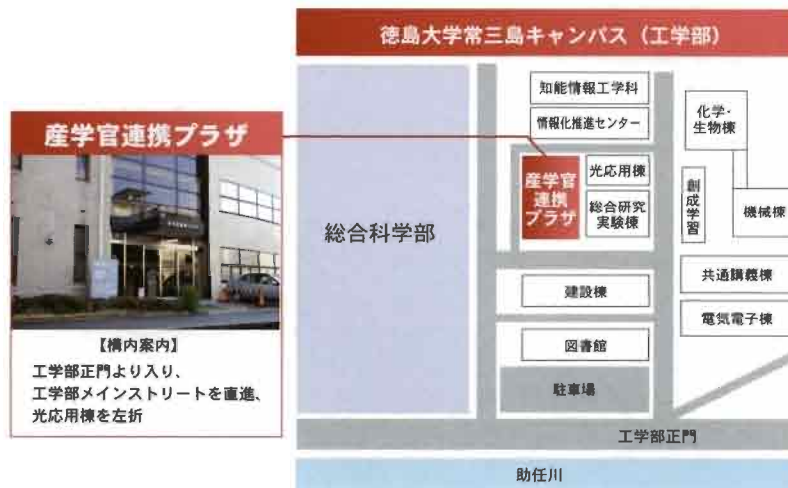 徳島大学常三島キャンパス（工学部）
産学官連携プラザ
【構内案内】
工学部正門より入り、
工学部メインストリートを直進、
光応用棟を左折
総合科学部
知能情報工学科
情報化推進センター
産学官
連携
プラザ
光応用棟
総合研究
実験棟
建設棟
図書館
駐車場
化学・
生物棟
創成学習
機械棟
共通講義棟
電気電子棟
工学部正門
助任川